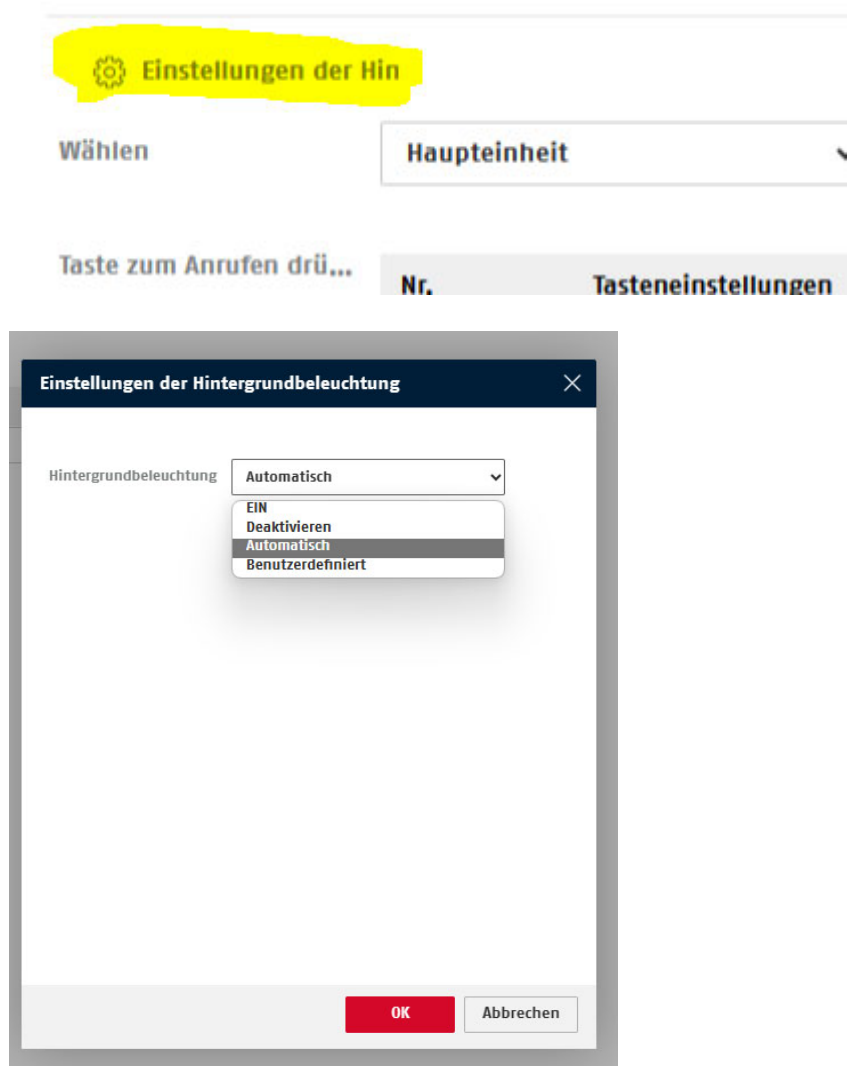 Einstellungen der Hin
Wählen
Haupteinheit
Taste zum Anrufen drü...
Nr.
Tasteneinstellungen
Einstellungen der Hintergrundbeleuchtung
Hintergrundbeleuchtung
Automatisch
EIN
Deaktivieren
Automatisch
Benutzerdefiniert
OK
Abbrechen